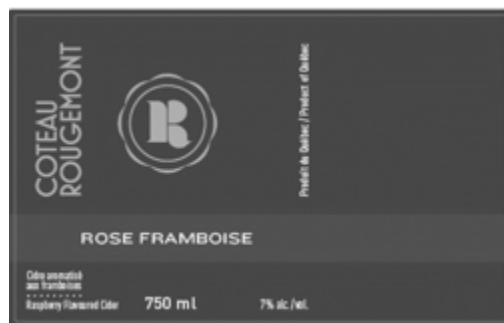 COTEAU
ROUGEMONT
R
Produit du Québec / Product of Québec
ROSE FRAMBOISE
Cidre aromatisé
aux framboises
Raspberry Flavoured Cider
750 ml
7% alc./vol.